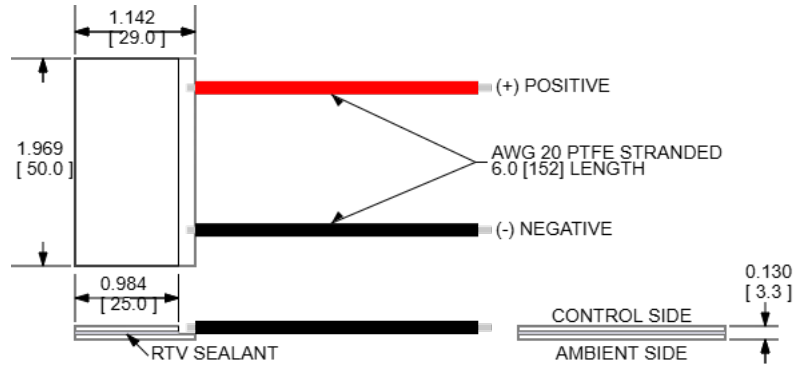 1.142
[ 29.0 ]
(+) POSITIVE
1.969
[ 50.0 ]
AWG 20 PTFE STRANDED
6.0 [152] LENGTH
(-) NEGATIVE
0.984
[ 25.0 ]
0.130
[ 3.3 ]
CONTROL SIDE
RTV SEALANT
AMBIENT SIDE